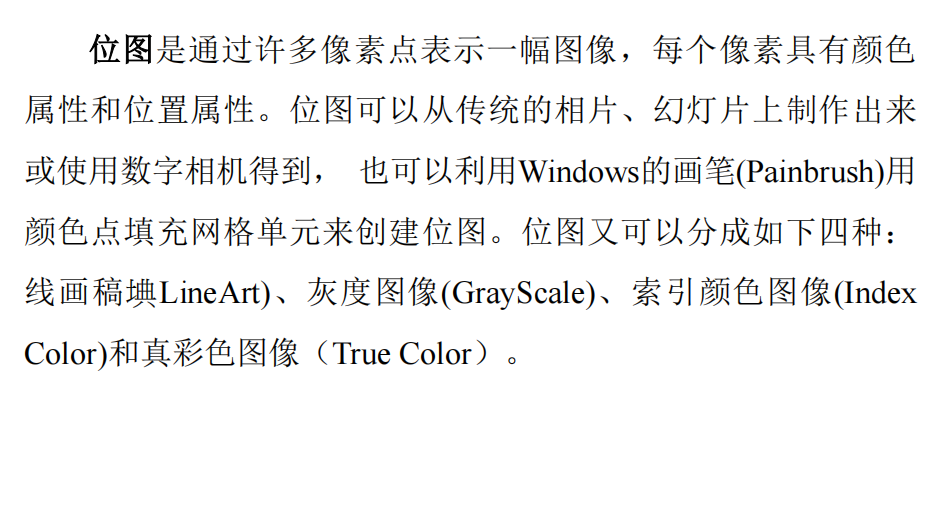 位图是通过许多像素点表示一幅图像，每个像素具有颜色
属性和位置属性。位图可以从传统的相片、幻灯片上制作出来
或使用数字相机得到， 也可以利用Windows的画笔(Painbrush)用
颜色点填充网格单元来创建位图。位图又可以分成如下四种：
线画稿埍LineArt)、灰度图像(GrayScale)、索引颜色图像(Index
Color)和真彩色图像（True Color）。